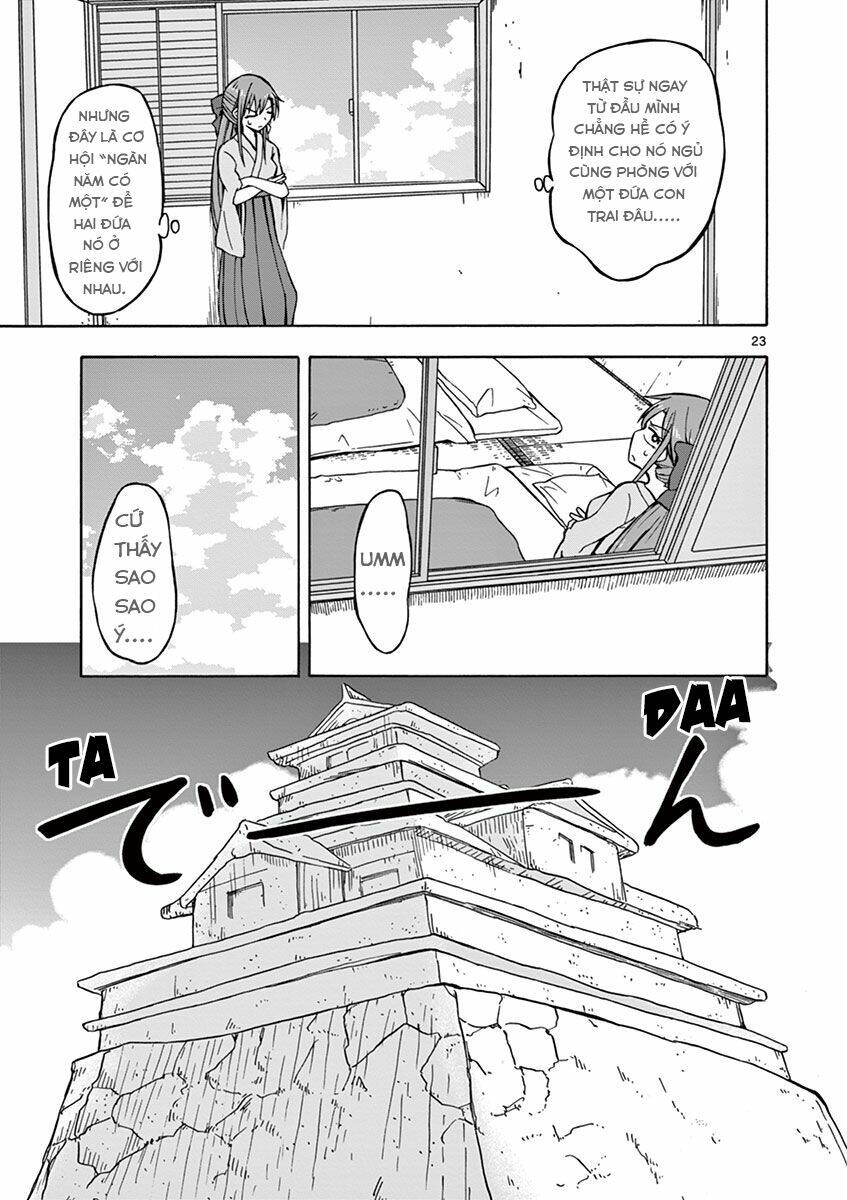 THẬT SỰ NGAY
TỪ ĐẦU MÌNH
CHẲNG HỀ CÓ Ý
ĐỊNH CHO NÓ NGỦ
CÙNG PHÒNG VỚI
MỘT ĐỨA CON
TRAI ĐÂU.....
NHƯNG
ĐÂY LÀ CƠ
HỘI "NGÀN
NĂM CÓ
MỘT" ĐỂ
HAI ĐỨA
NÓ Ở
RIÊNG VỚI
NHAU.
23
UMM
.....
CỨ
THẤY
SAO
SAO
Ý....
TA
DAA
でーん